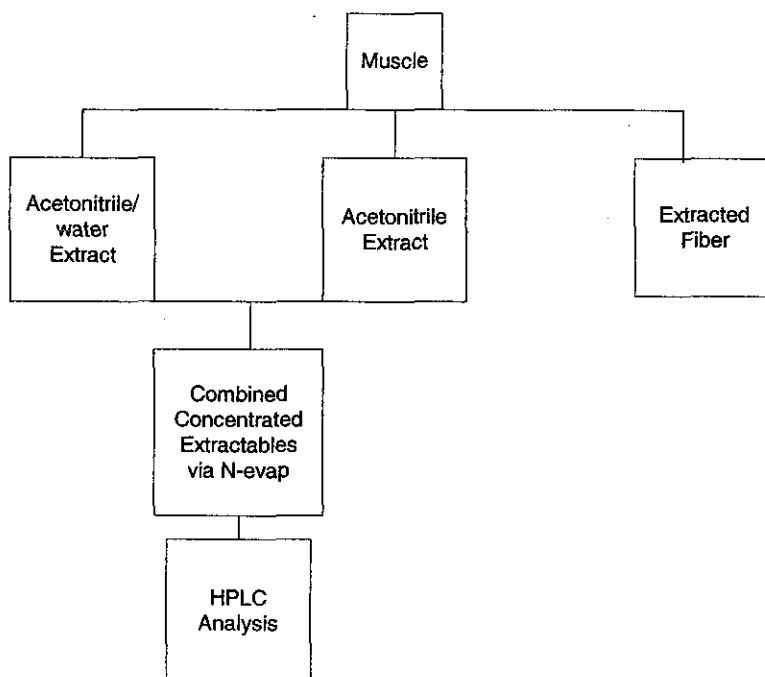 Muscle
Acetonitrile/
water
Extract
Acetonitrile
Extract
Extracted
Fiber
Combined
Concentrated
Extractables
via N-evap
HPLC
Analysis